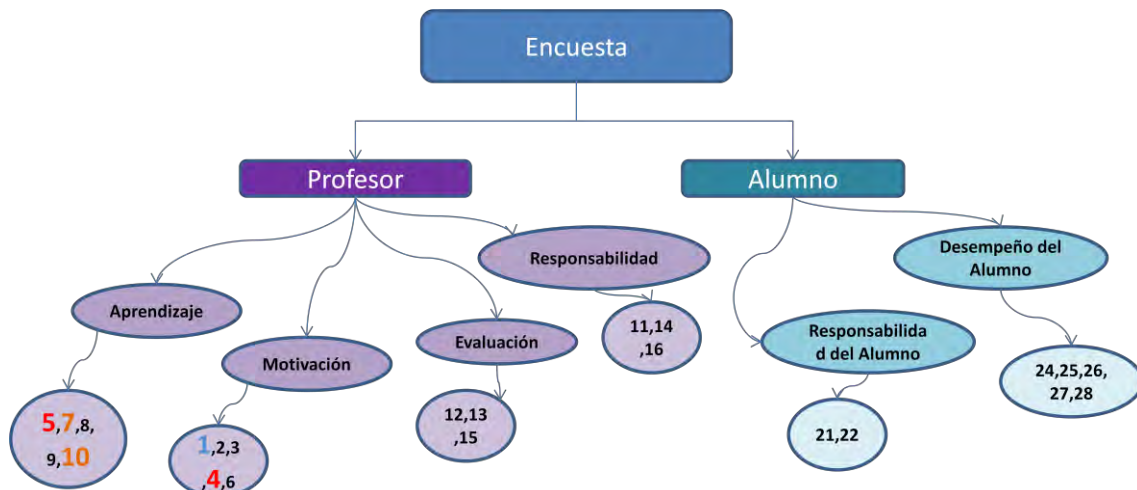 Encuesta
Profesor
Alumno
Responsabilidad
Desempeño del
Alumno
Aprendizaje
Motivación
Evaluación
Responsabilida
d del Alumno
11,14
,16
5,7,8,
9,10
1,2,3
,4,6
12,13
,15
21,22
24,25,26,
27,28